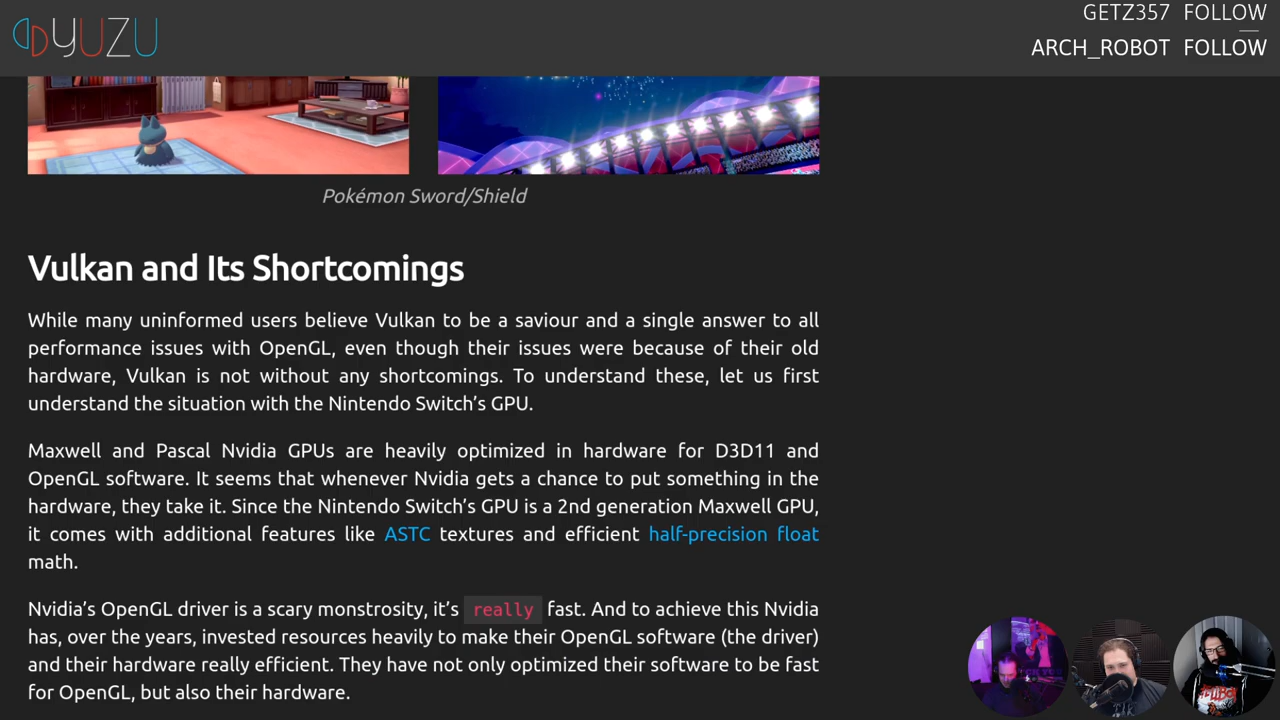 YUZU
GETZ357 FOLLOW
ARCH_ROBOT FOLLOW
Pokémon Sword/Shield
Vulkan and Its Shortcomings
While many uninformed users believe Vulkan to be a saviour and a single answer to all
performance issues with OpenGL, even though their issues were because of their old
hardware, Vulkan is not without any shortcomings. To understand these, let us first
understand the situation with the Nintendo Switch’s GPU.
Maxwell and Pascal Nvidia GPUs are heavily optimized in hardware for D3D11 and
OpenGL software. It seems that whenever Nvidia gets a chance to put something in the
hardware, they take it. Since the Nintendo Switch’s GPU is a 2nd generation Maxwell GPU,
it comes with additional features like ASTC textures and efficient half-precision float
math.
Nvidia’s OpenGL driver is a scary monstrosity, it’s really fast. And to achieve this Nvidia
has, over the years, invested resources heavily to make their OpenGL software (the driver)
and their hardware really efficient. They have not only optimized their software to be fast
for OpenGL, but also their hardware.